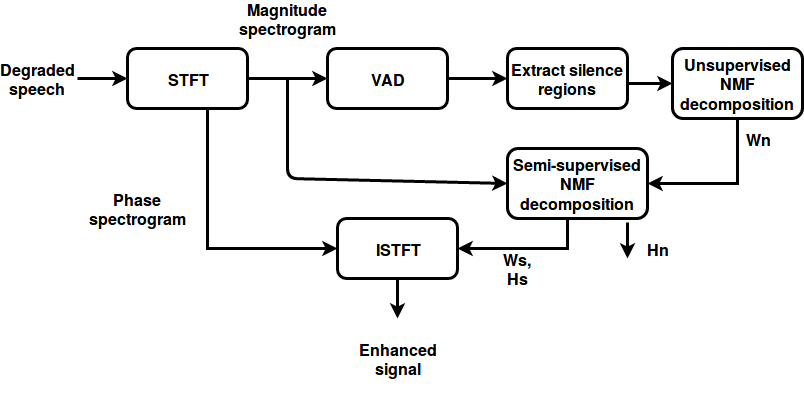 Magnitude
spectrogram
Degraded
speech
STFT
VAD
Extract silence
regions
Unsupervised
NMF
decomposition
Wn
Semi-supervised
NMF
decomposition
Phase
spectrogram
ISTFT
Ws,
Hs
Hn
Enhanced
signal